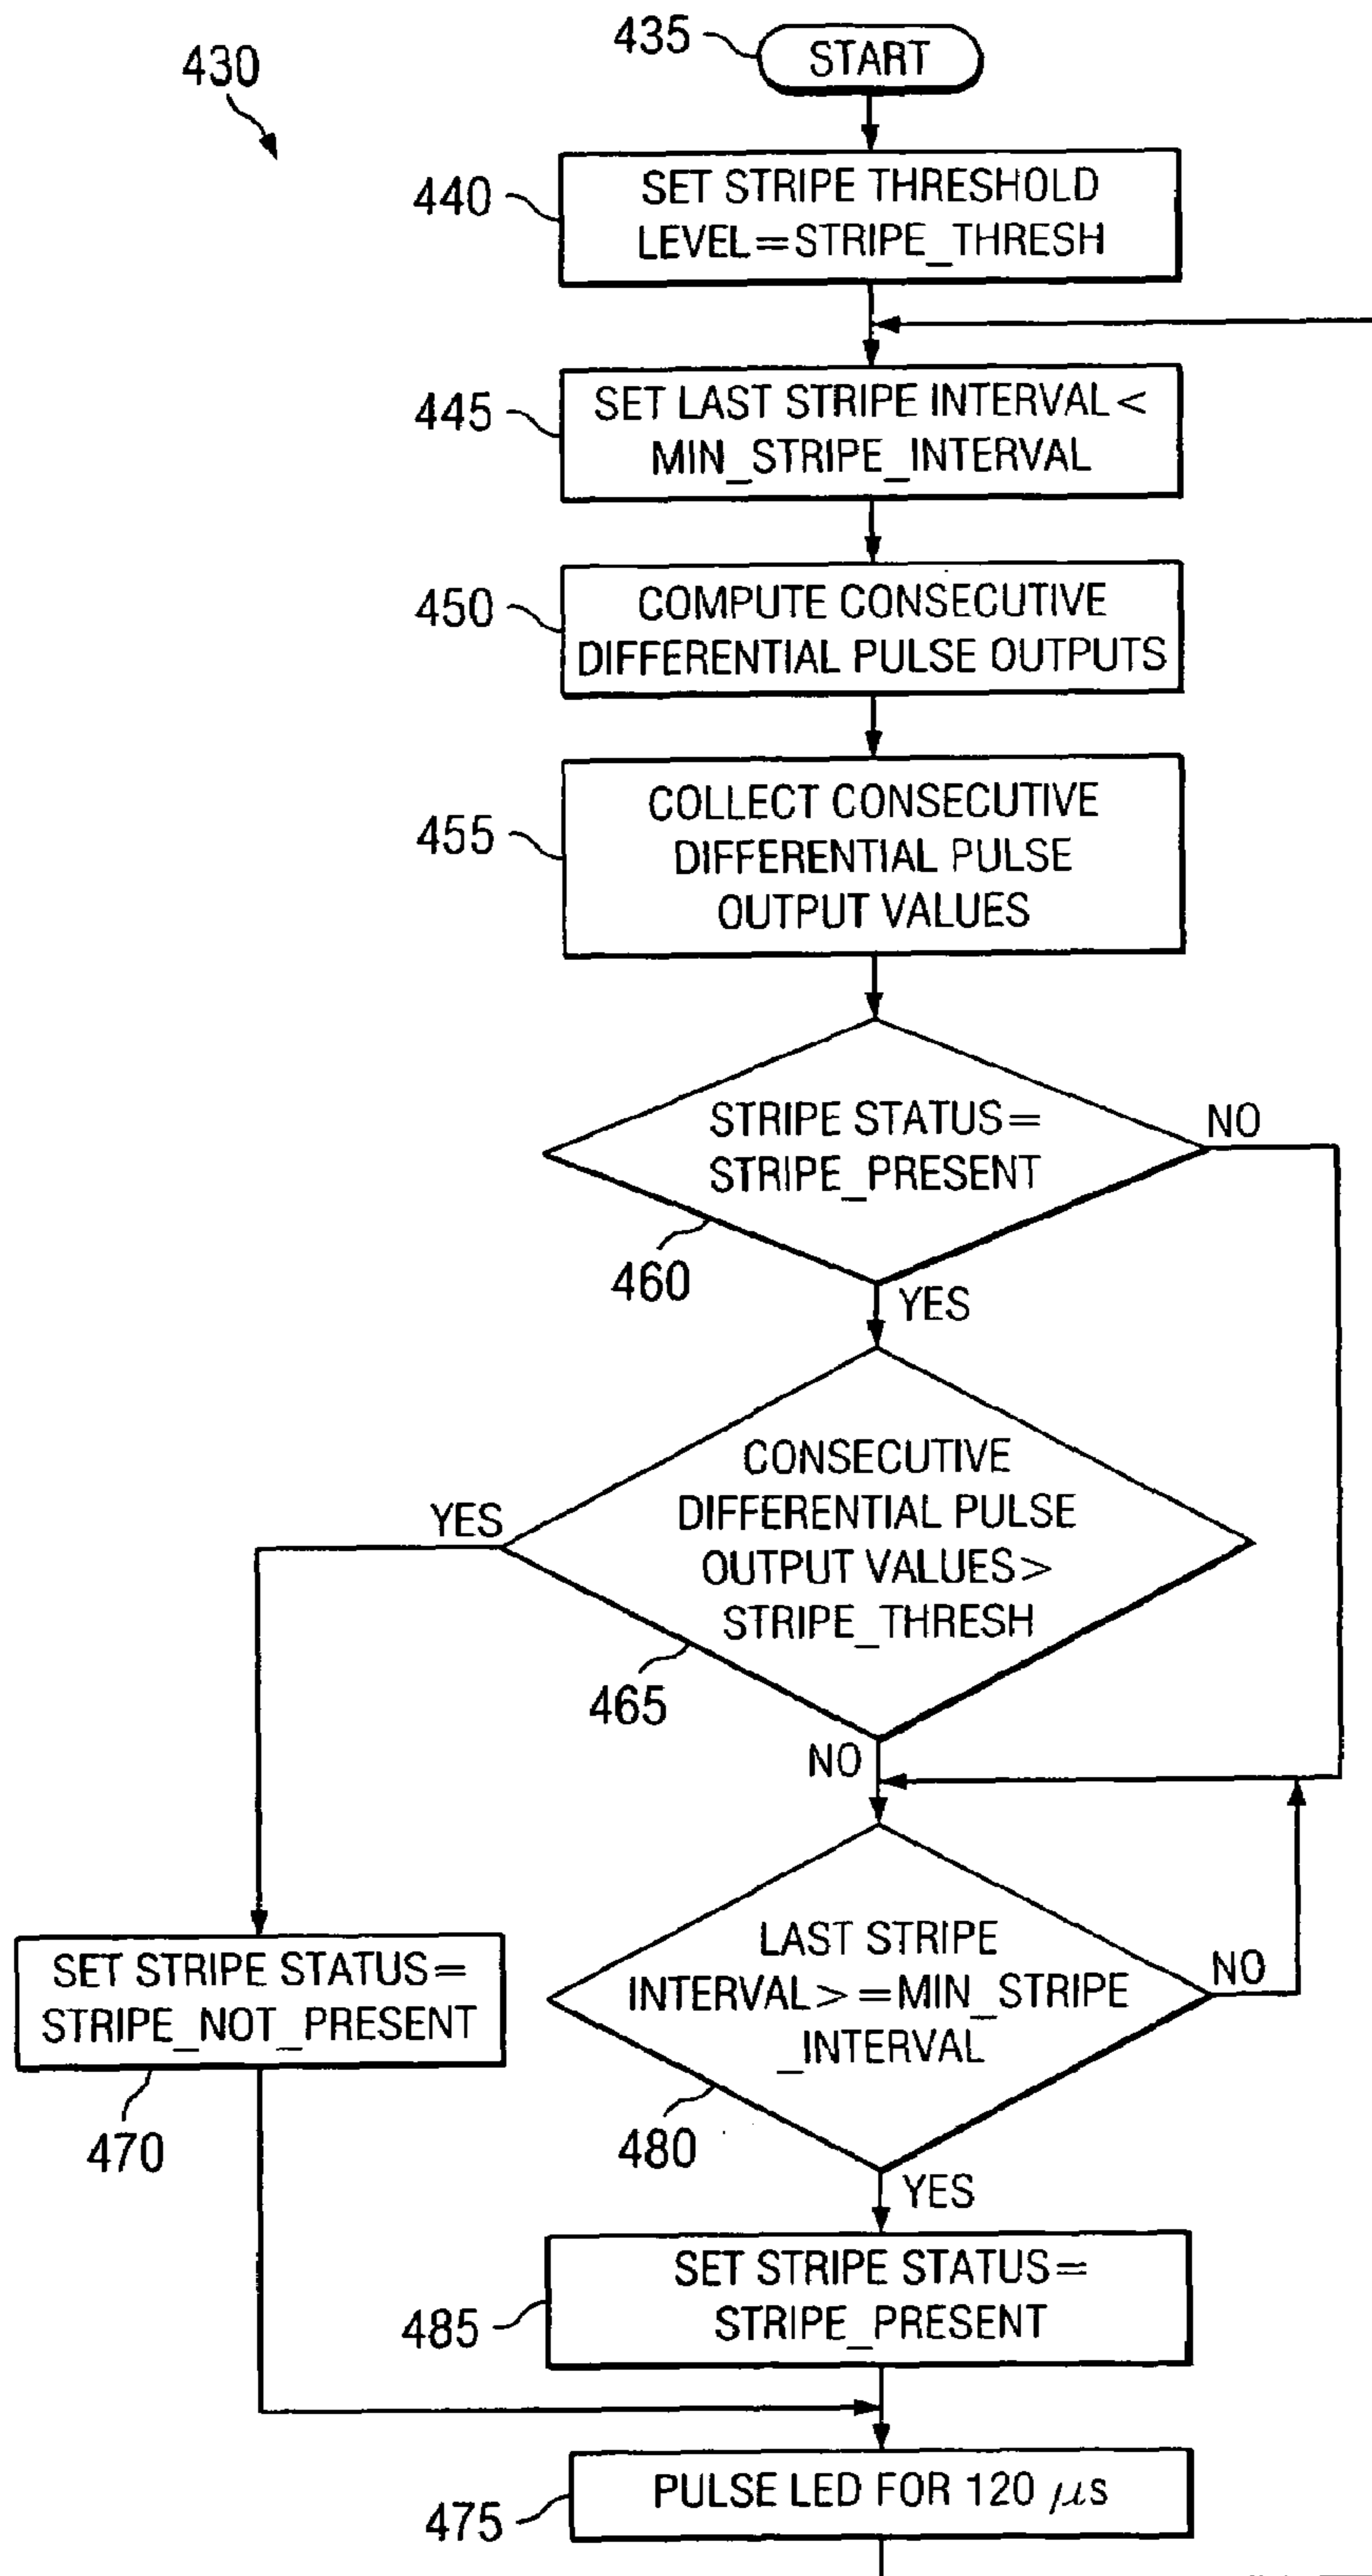 430
435
START
440
SET STRIPE THRESHOLD
LEVEL=STRIPE_THRESH
445
SET LAST STRIPE INTERVAL<
MIN_STRIPE_INTERVAL
450
COMPUTE CONSECUTIVE
DIFFERENTIAL PULSE OUTPUTS
455
COLLECT CONSECUTIVE
DIFFERENTIAL PULSE
OUTPUT VALUES
STRIPE STATUS=
STRIPE_PRESENT
NO
460
YES
CONSECUTIVE
DIFFERENTIAL PULSE
OUTPUT VALUES>
STRIPE_THRESH
YES
465
NO
SET STRIPE STATUS=
STRIPE_NOT_PRESENT
470
LAST STRIPE
INTERVAL>=MIN_STRIPE
_INTERVAL
NO
480
YES
485
SET STRIPE STATUS=
STRIPE_PRESENT
475
PULSE LED FOR 120 μs